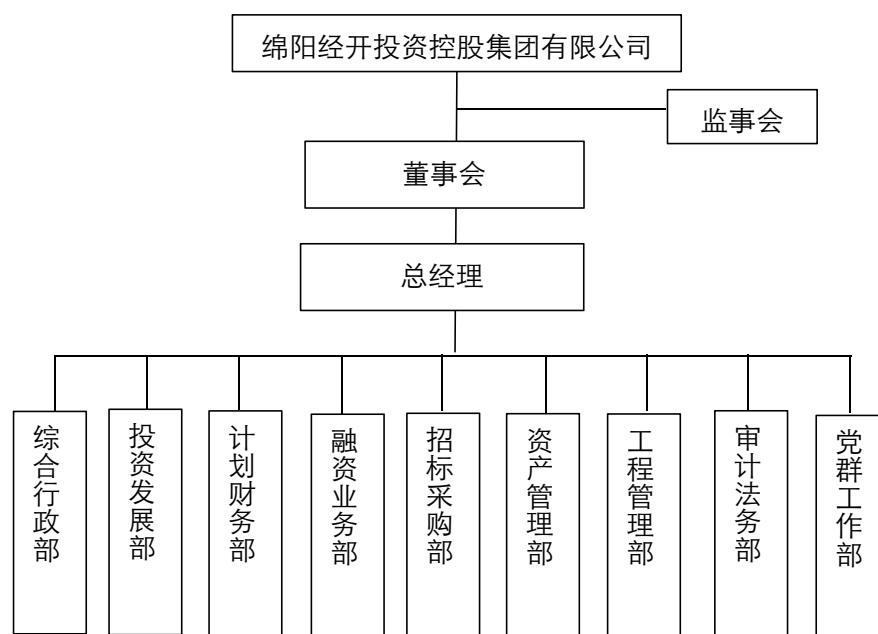 绵阳经开投资控股集团有限公司
监事会
董事会
总经理
综合行政部
投资发展部
计划财务部
融资业务部
招标采购部
资产管理部
工程管理部
审计法务部
党群工作部